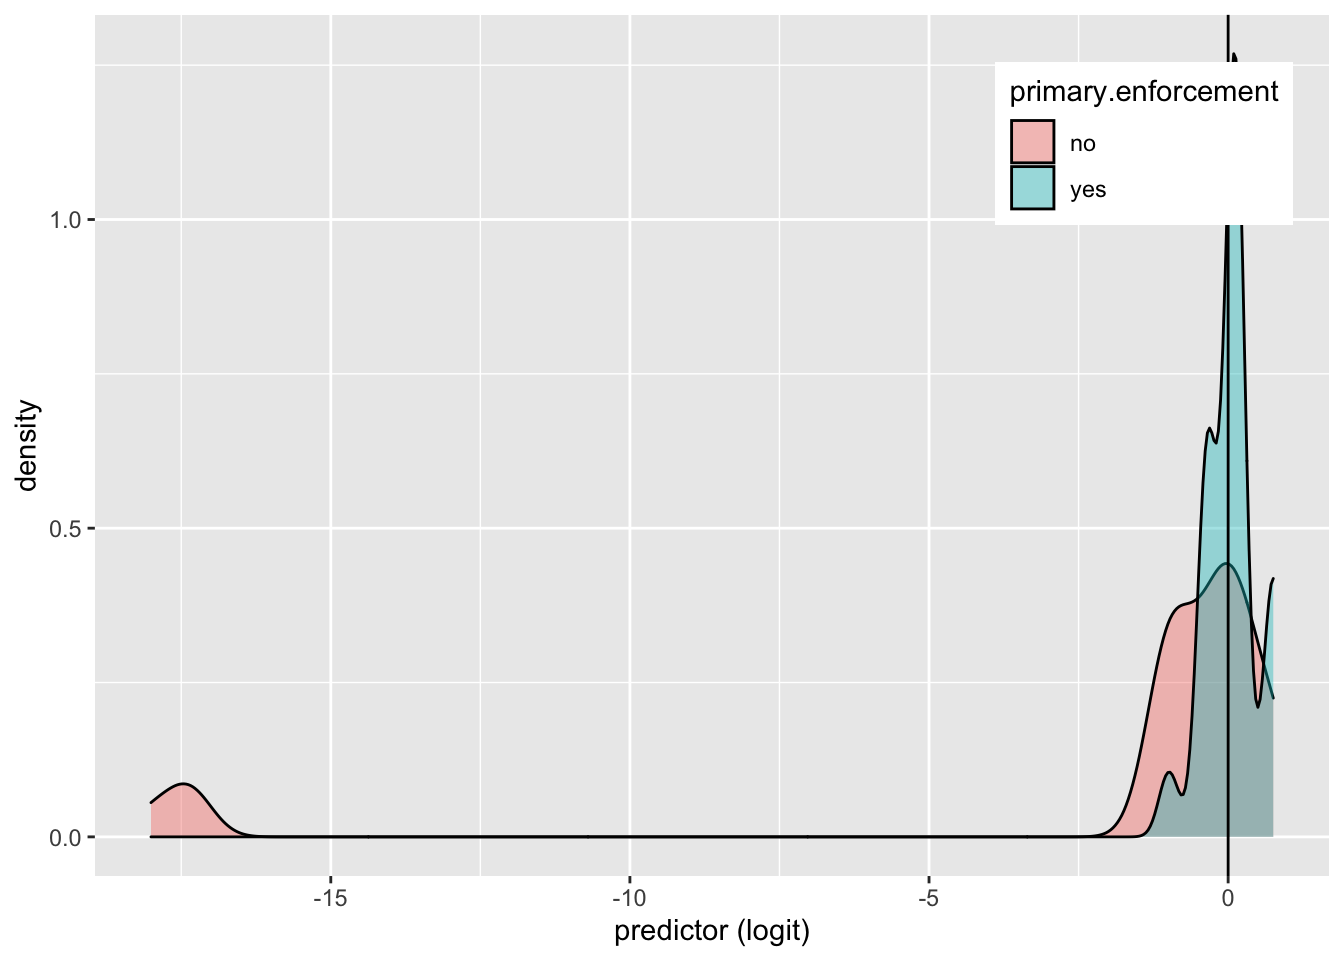 primary.enforcement
no
yes
1.0
0.5
0.0
density
-15
-10
-5
0
predictor (logit)